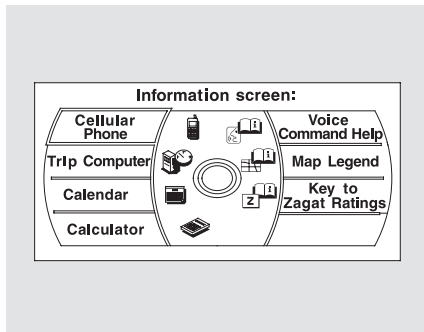 Information screen:
Cellular
Phone
Trip Computer
Calendar
Calculator
Voice
Command Help
Map Legend
Key to
Zagat Ratings
Z